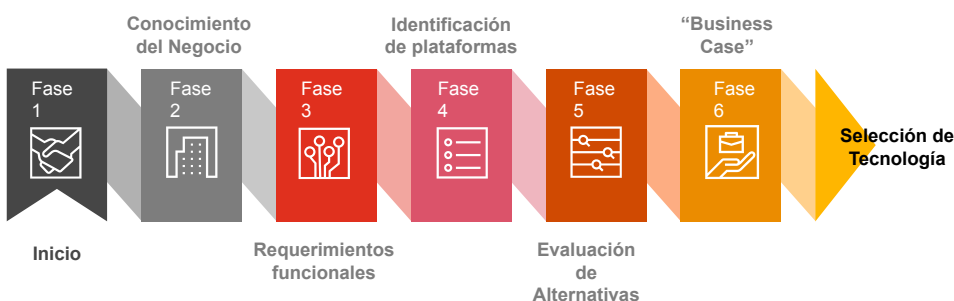 Conocimiento
del Negocio
Identificación
de plataformas
“Business
Case”
Fase
1
Fase
2
Fase
3
Fase
4
Fase
5
Fase
6
Selección de
Tecnología
Inicio
Requerimientos
funcionales
Evaluación
de
Alternativas